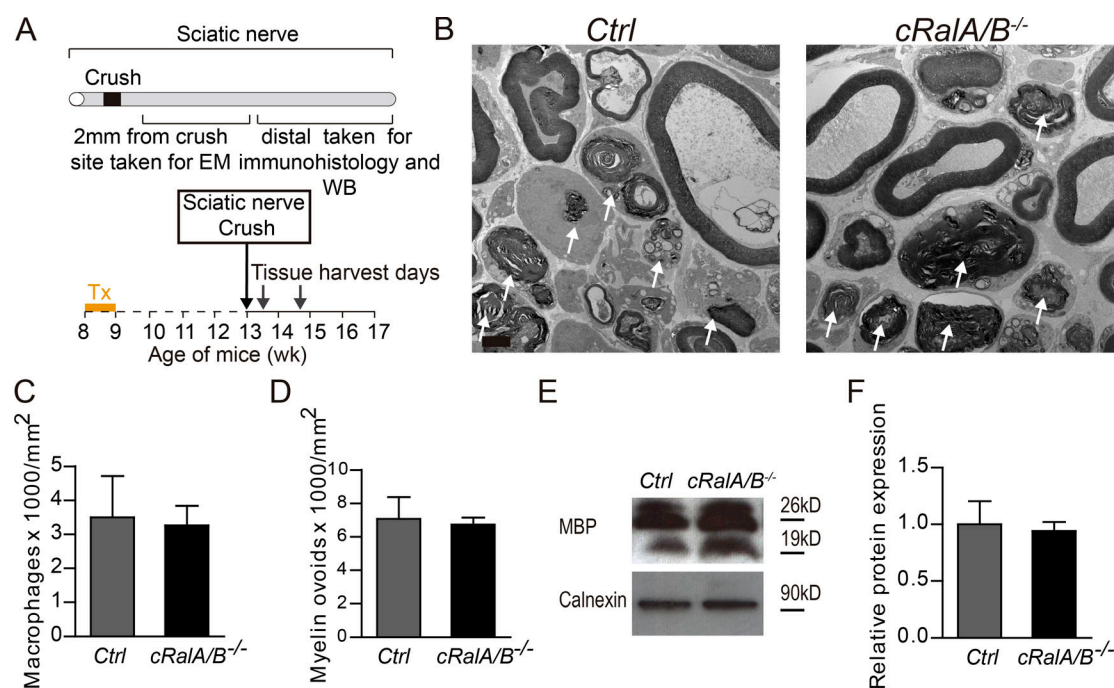 A
Sciatic nerve
Crush
2mm from crush distal taken for
site taken for EM immunohistology and
WB
Sciatic nerve
Crush
Tissue harvest days
Tx
8 9 10 11 12 13 14 15 16 17
Age of mice (wk)
B
Ctrl
cRalA/B-/-
C
Macrophages x 1000/mm2
5
4
3
2
1
0
Ctrl
cRalA/B-/-
D
Myelin ovoids x 1000/mm2
10
8
6
4
2
0
Ctrl
cRalA/B-/-
E
Ctrl cRalA/B-/-
MBP
26kD
19kD
Calnexin
90kD
F
Relative protein expression
1.5
1.0
0.5
0.0
Ctrl
cRalA/B-/-